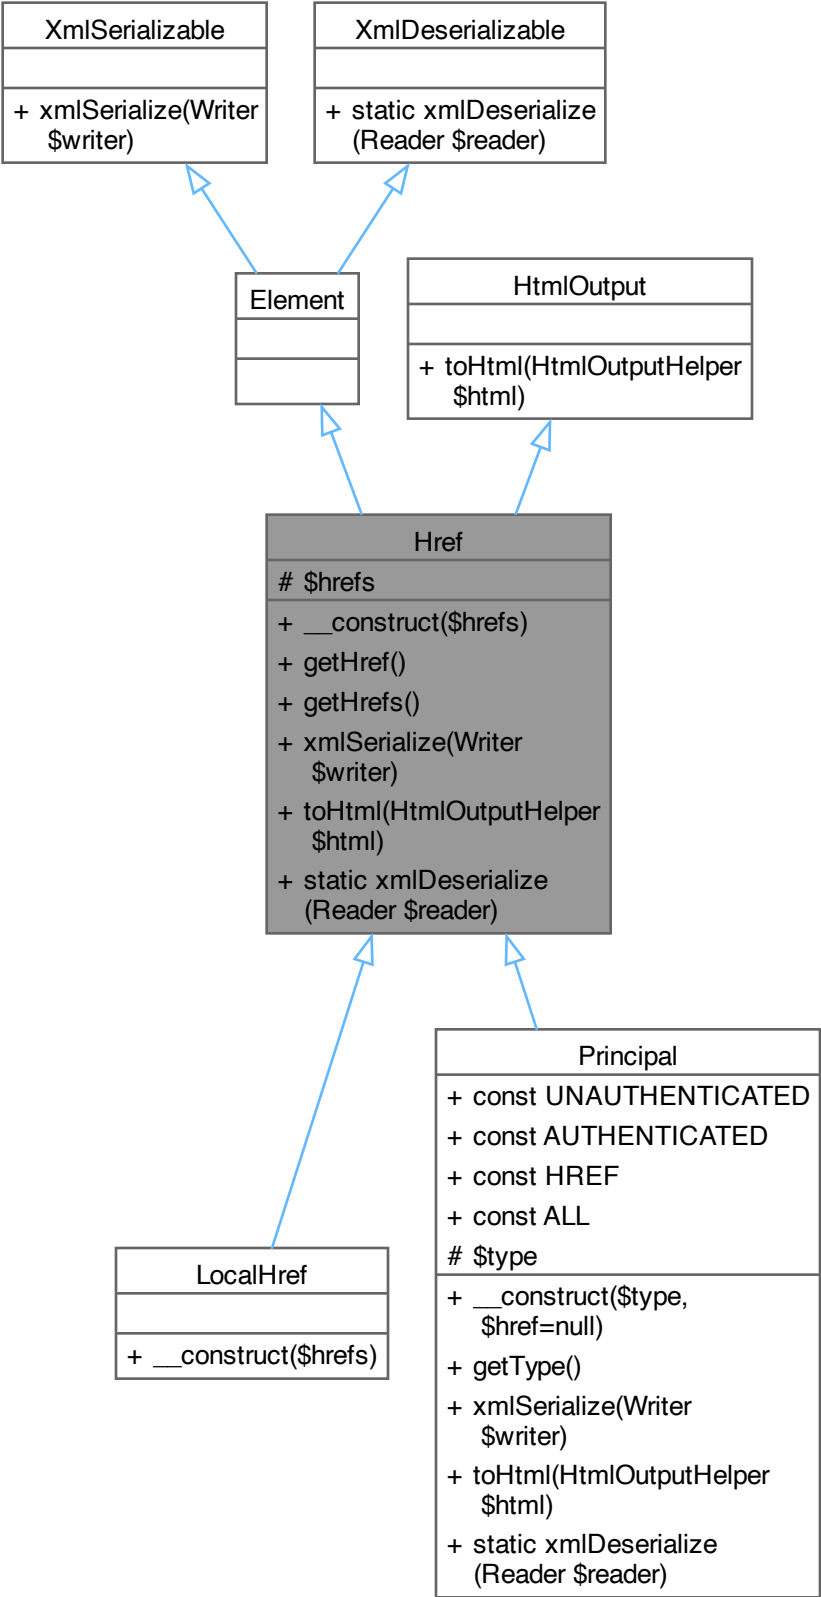 XmlSerializable
+ xmlSerialize(Writer
$writer)
XmlDeserializable
+ static xmlDeserialize
(Reader $reader)
Element
HtmlOutput
+ toHtml(HtmlOutputHelper
$html)
Href
# $hrefs
+ __construct($hrefs)
+ getHref()
+ getHrefs()
+ xmlSerialize(Writer
$writer)
+ toHtml(HtmlOutputHelper
$html)
+ static xmlDeserialize
(Reader $reader)
LocalHref
+ __construct($hrefs)
Principal
+ const UNAUTHENTICATED
+ const AUTHENTICATED
+ const HREF
+ const ALL
# $type
+ __construct($type,
$href=null)
+ getType()
+ xmlSerialize(Writer
$writer)
+ toHtml(HtmlOutputHelper
$html)
+ static xmlDeserialize
(Reader $reader)